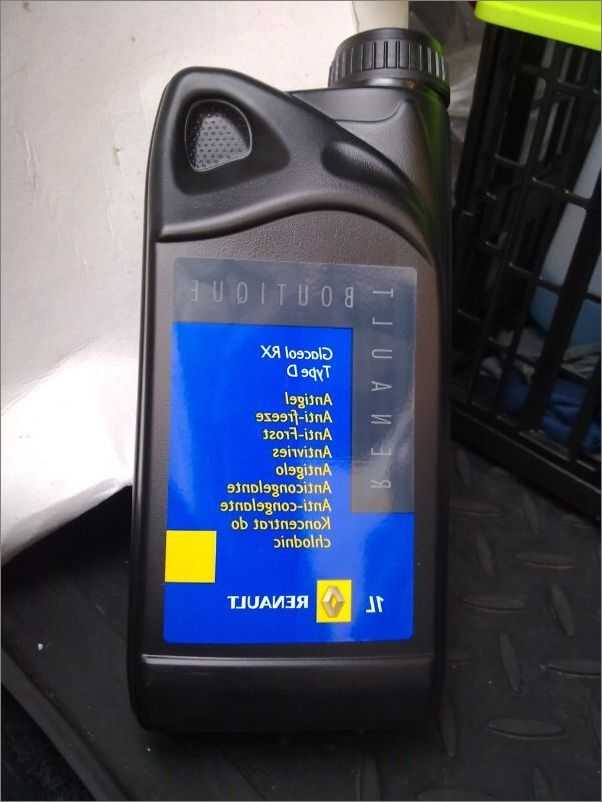 BOUTIQUE
RENAULT
Glaceol RX
Type D
Antigel
Anti-freeze
Anti-Frost
Antivries
Antigelo
Anticongelante
Anti-congelante
Koncentrat do
chlodnic
RENAULT
1L